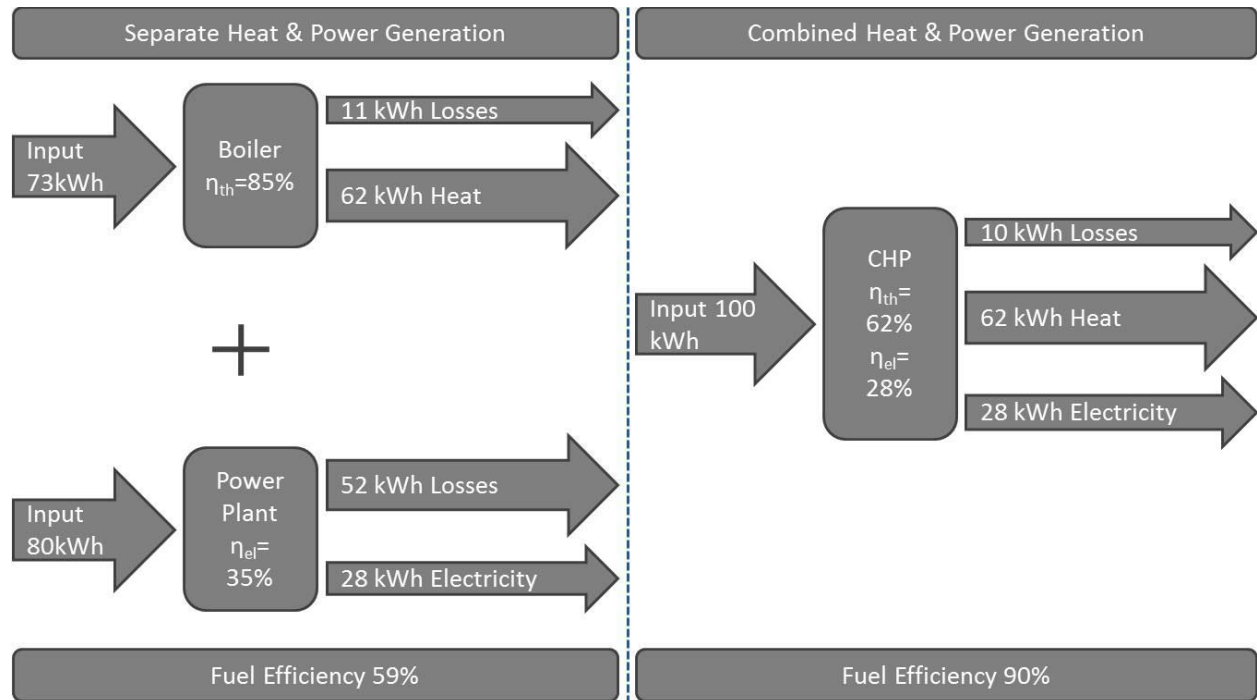 Separate Heat & Power Generation
Input
73kWh
Boiler
ηth=85%
11 kWh Losses
62 kWh Heat
+
Input
80kWh
Power
Plant
ηel=
35%
52 kWh Losses
28 kWh Electricity
Fuel Efficiency 59%
Combined Heat & Power Generation
Input 100
kWh
CHP
ηth=
62%
ηel=
28%
10 kWh Losses
62 kWh Heat
28 kWh Electricity
Fuel Efficiency 90%